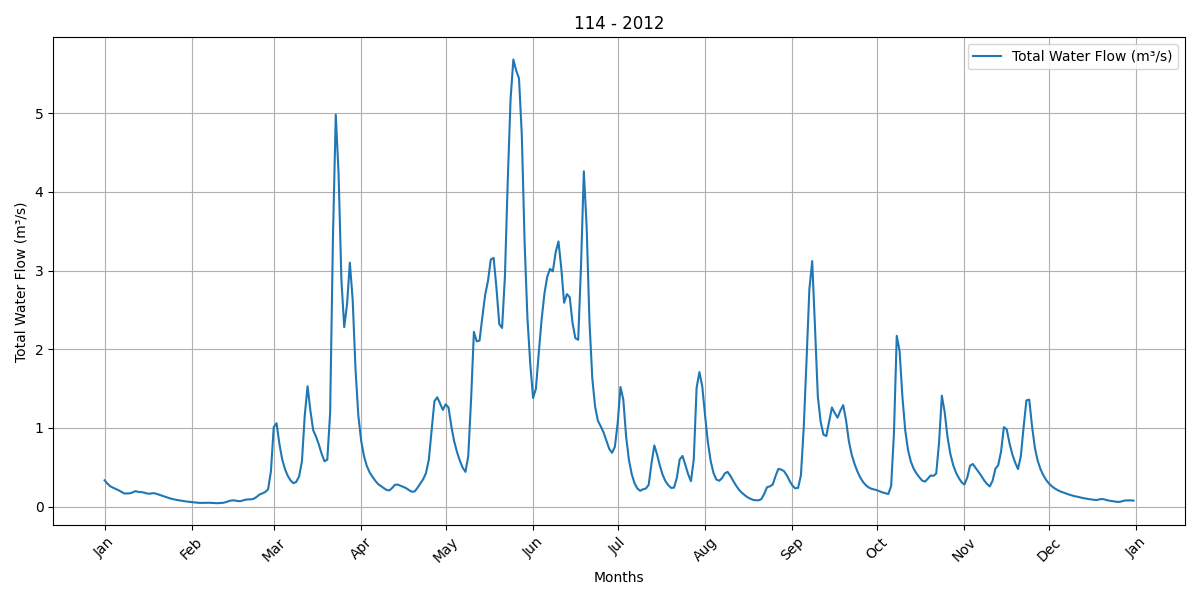 114 - 2012
Total Water Flow (m³/s)
Total Water Flow (m³/s)
5
4
3
2
1
0
Jan
Feb
Mar
Apr
May
Jun
Jul
Aug
Sep
Oct
Nov
Dec
Jan
Months